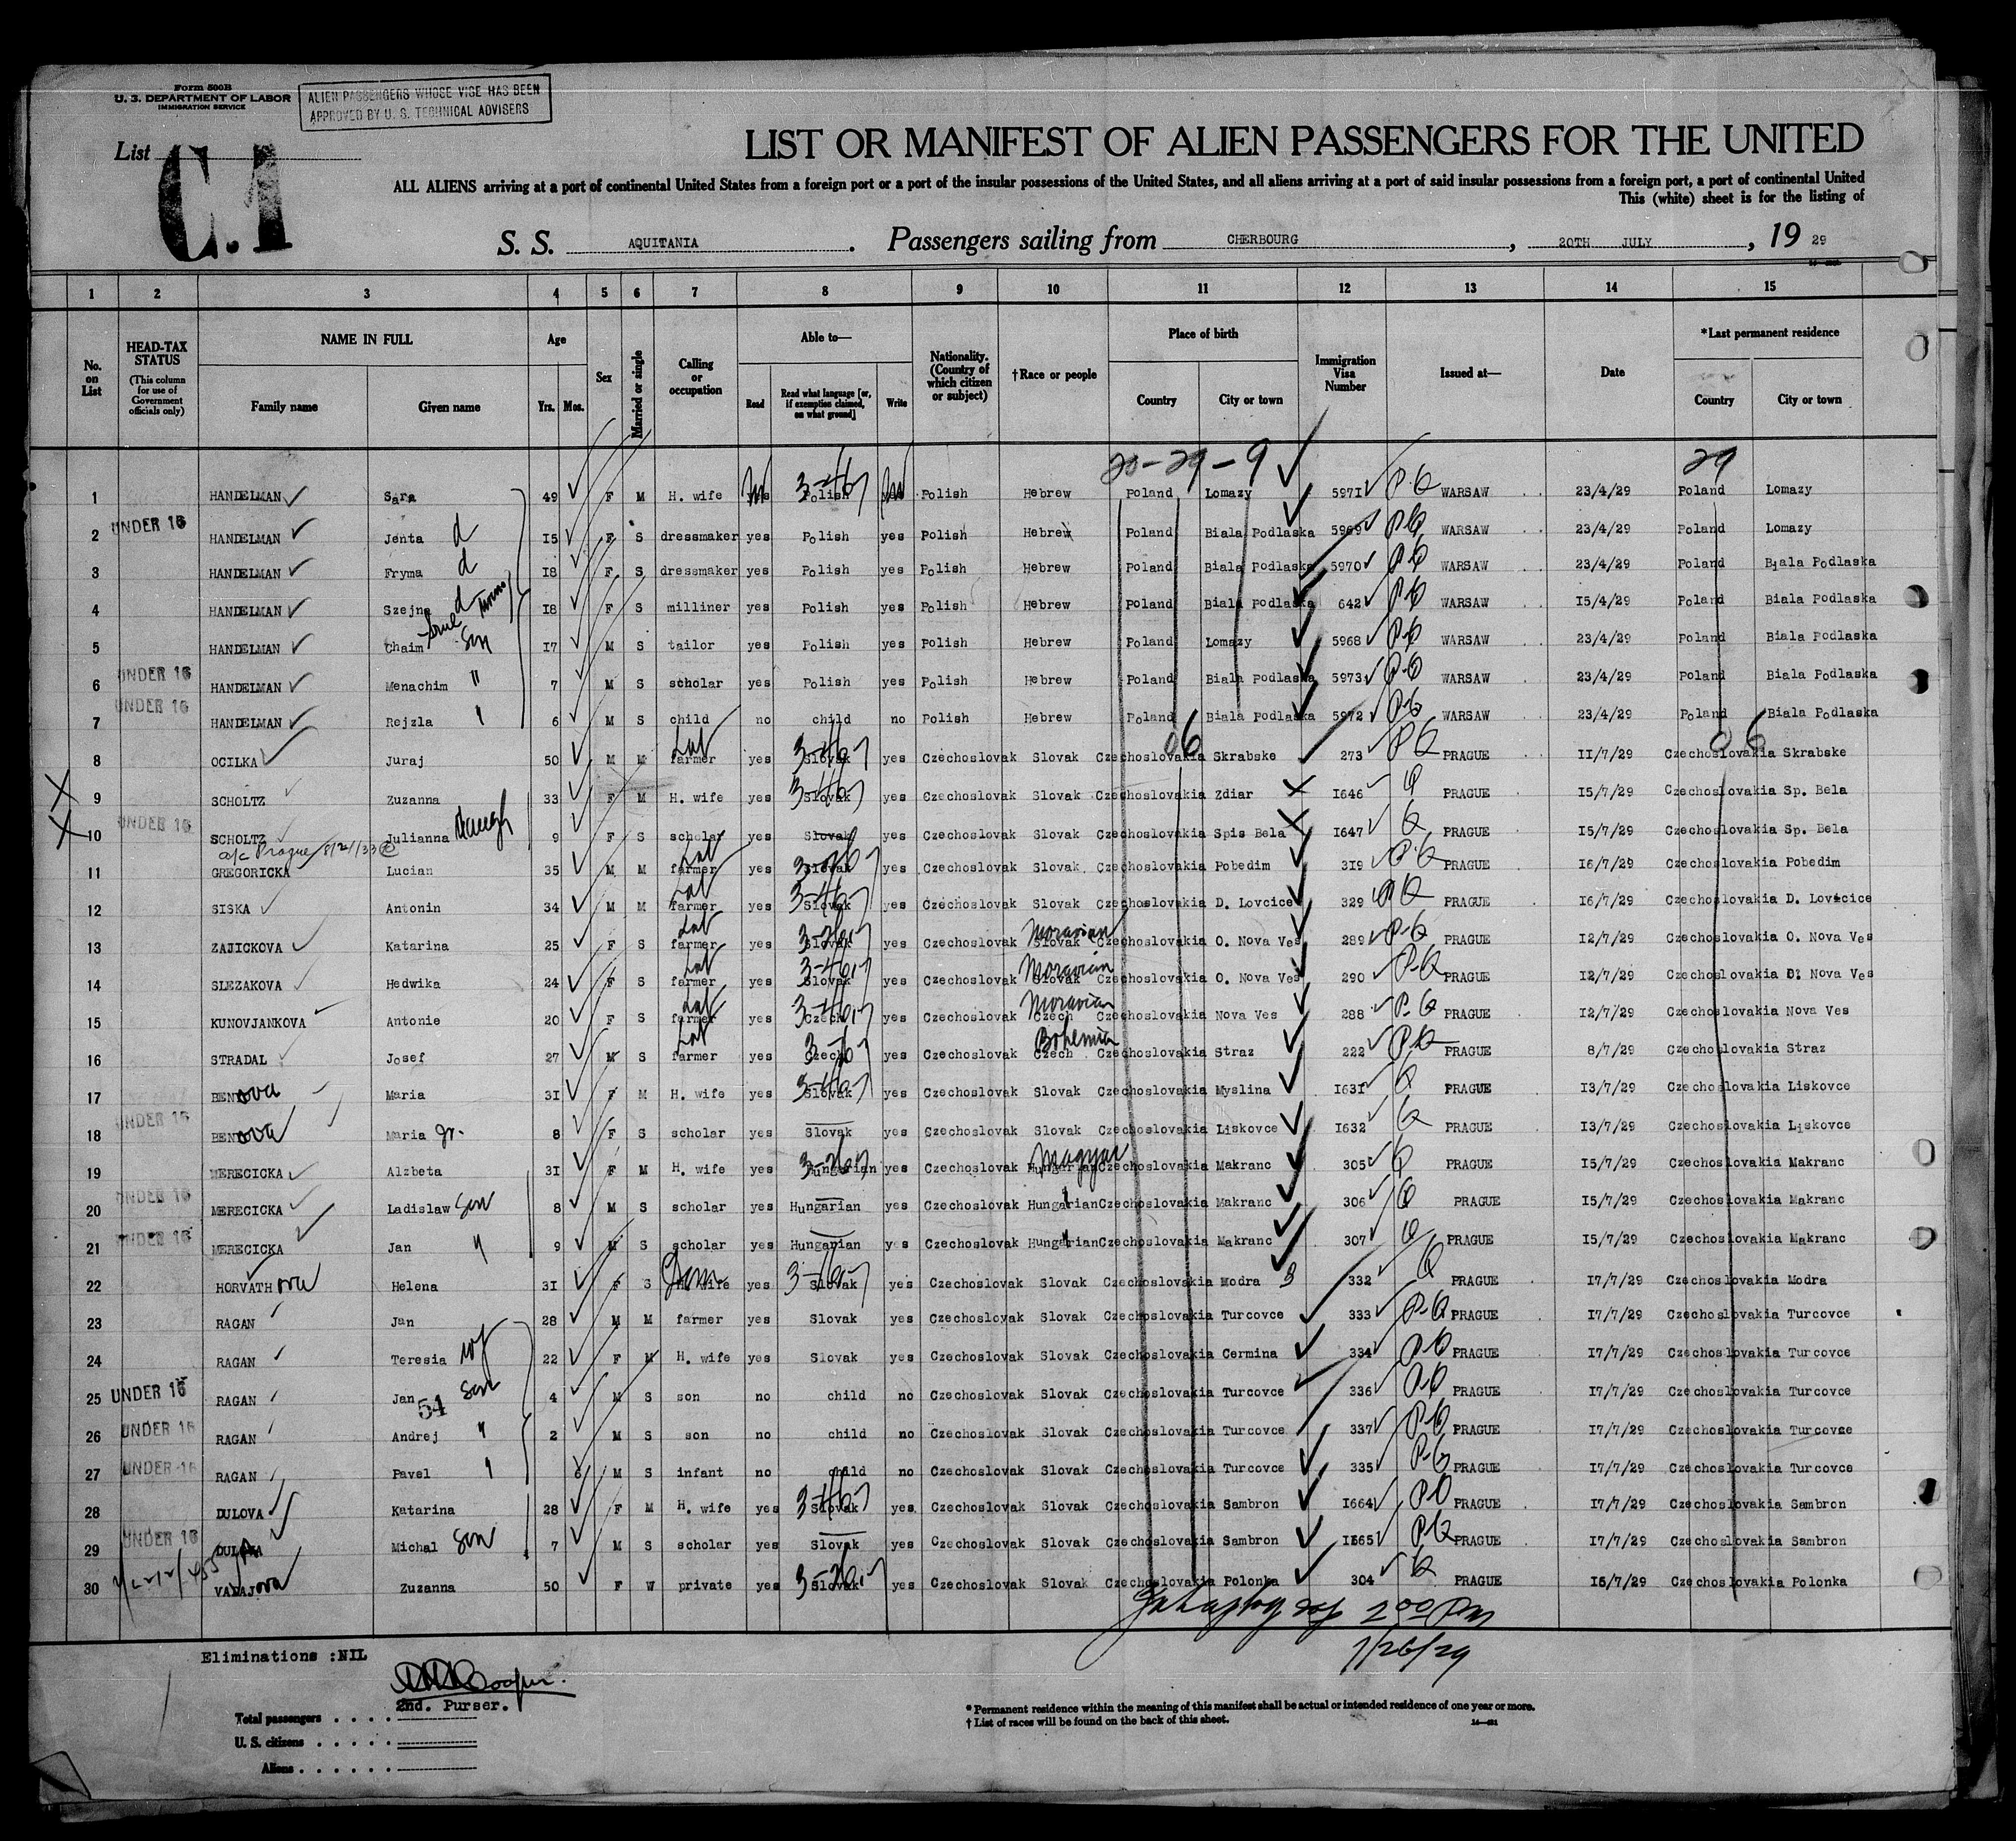 Form 500B
U. S. DEPARTMENT OF LABOR
IMMIGRATION SERVICE
ALIEN PASSENGERS WHOSE VISE HAS BEEN
APPROVED BY U. S. TECHNICAL ADVISERS
List C.1
LIST OR MANIFEST OF ALIEN PASSENGERS FOR THE UNITED
ALL ALIENS arriving at a port of continental United States from a foreign port or a port of the insular possessions of the United States, and all aliens arriving at a port of said insular possessions from a foreign port, a port of continental United
This (white) sheet is for the listing of
S. S. AQUITANIA. Passengers sailing from CHERBOURG, 20TH JULY, 19 29
1 2 3 4 5 6 7 8 9 10 11 12 13 14 15
No. on List
HEAD-TAX STATUS
(This column for use of Government officials only)
NAME IN FULL
Family name Given name
Age
Yrs. Mos.
Sex
Married or single
Calling or occupation
Able to—
Read Read what language [or, if exemption claimed, on what ground] Write
Nationality. (Country of which citizen or subject)
†Race or people
Place of birth
Country City or town
Immigration Visa Number
Issued at—
Date
*Last permanent residence
Country City or town
20-29-9 29
1 HANDELMAN Sara 49 F M H. wife 3-467 Polish Polish Hebrew Poland Lomazy 5971 WARSAW 23/4/29 Poland Lomazy
2 UNDER 16 HANDELMAN Jenta d 15 F S dressmaker yes Polish yes Polish Hebrew Poland Biala Podlaska 5969 WARSAW 23/4/29 Poland Lomazy
3 HANDELMAN Fryma d 18 F S dressmaker yes Polish yes Polish Hebrew Poland Biala Podlaska 5970 WARSAW 23/4/29 Poland Biala Podlaska
4 HANDELMAN Szejna d 18 F S milliner yes Polish yes Polish Hebrew Poland Biala Podlaska 642 WARSAW 15/4/29 Poland Biala Podlaska
5 HANDELMAN Chaim Son 17 M S tailor yes Polish yes Polish Hebrew Poland Lomazy 5968 WARSAW 23/4/29 Poland Biala Podlaska
6 UNDER 16 HANDELMAN Menachim " 7 M S scholar yes Polish yes Polish Hebrew Poland Biala Podlaska 5973 WARSAW 23/4/29 Poland Biala Podlaska
7 UNDER 16 HANDELMAN Rejzla " 6 M S child no child no Polish Hebrew Poland Biala Podlaska 5972 WARSAW 23/4/29 Poland Biala Podlaska
06 06
8 OCILKA Juraj 50 M M farmer yes Slovak yes Czechoslovak Slovak Czechoslovakia Skrabske 273 PRAGUE 11/7/29 Czechoslovakia Skrabske
9 SCHOLTZ Zuzanna 33 F M H. wife yes Slovak yes Czechoslovak Slovak Czechoslovakia Zdiar 1646 PRAGUE 15/7/29 Czechoslovakia Sp. Bela
10 UNDER 16 SCHOLTZ Julianna daugh 9 F S scholar yes Slovak yes Czechoslovak Slovak Czechoslovakia Spis Bela 1647 PRAGUE 15/7/29 Czechoslovakia Sp. Bela
11 GREGORICKA Lucian 35 M M farmer yes Slovak yes Czechoslovak Slovak Czechoslovakia Pobedim 319 PRAGUE 16/7/29 Czechoslovakia Pobedim
12 SISKA Antonin 34 M M farmer yes Slovak yes Czechoslovak Slovak Czechoslovakia D. Lovcice 329 PRAGUE 16/7/29 Czechoslovakia D. Lovicice
13 ZAJICKOVA Katarina 25 F S farmer yes Slovak yes Czechoslovak Slovak Moravian Czechoslovakia O. Nova Ves 289 PRAGUE 12/7/29 Czechoslovakia O. Nova Ves
14 SLEZAKOVA Hedwika 24 F S farmer yes Slovak yes Czechoslovak Slovak Moravian Czechoslovakia O. Nova Ves 290 PRAGUE 12/7/29 Czechoslovakia O. Nova Ves
15 KUNOVJANKOVA Antonie 20 F S farmer yes Czech yes Czechoslovak Czech Moravian Czechoslovakia Nova Ves 288 PRAGUE 12/7/29 Czechoslovakia Nova Ves
16 STRADAL Josef 27 M S farmer yes Czech yes Czechoslovak Czech Bohemian Czechoslovakia Straz 222 PRAGUE 8/7/29 Czechoslovakia Straz
17 BENova Maria 31 F M H. wife yes Slovak yes Czechoslovak Slovak Czechoslovakia Myslina 1631 PRAGUE 13/7/29 Czechoslovakia Liskovce
18 UNDER 16 BENova Maria Jr. 8 F S scholar yes Slovak yes Czechoslovak Slovak Czechoslovakia Liskovce 1632 PRAGUE 13/7/29 Czechoslovakia Liskovce
19 MERECICKA Alzbeta 31 F M H. wife yes Hungarian yes Czechoslovak Hungarian Magyar Czechoslovakia Makranc 305 PRAGUE 15/7/29 Czechoslovakia Makranc
20 UNDER 16 MERECICKA Ladislaw Son 8 M S scholar yes Hungarian yes Czechoslovak Hungarian Czechoslovakia Makranc 306 PRAGUE 15/7/29 Czechoslovakia Makranc
21 UNDER 16 MERECICKA Jan " 9 M S scholar yes Hungarian yes Czechoslovak Hungarian Czechoslovakia Makranc 307 PRAGUE 15/7/29 Czechoslovakia Makranc
22 HORVATHova Helena 31 F S Dom yes Slovak yes Czechoslovak Slovak Czechoslovakia Modra 332 PRAGUE 17/7/29 Czechoslovakia Modra
23 RAGAN Jan 28 M M farmer yes Slovak yes Czechoslovak Slovak Czechoslovakia Turcovce 333 PRAGUE 17/7/29 Czechoslovakia Turcovce
24 RAGAN Teresia wf 22 F M H. wife yes Slovak yes Czechoslovak Slovak Czechoslovakia Cermina 334 PRAGUE 17/7/29 Czechoslovakia Turcovce
25 UNDER 16 RAGAN Jan 54 son 4 M S son no child no Czechoslovak Slovak Czechoslovakia Turcovce 336 PRAGUE 17/7/29 Czechoslovakia Turcovce
26 UNDER 16 RAGAN Andrej " 2 M S son no child no Czechoslovak Slovak Czechoslovakia Turcovce 337 PRAGUE 17/7/29 Czechoslovakia Turcovce
27 UNDER 16 RAGAN Pavel " 6 M S infant no child no Czechoslovak Slovak Czechoslovakia Turcovce 335 PRAGUE 17/7/29 Czechoslovakia Turcovce
28 DULOVA Katarina 28 F M H. wife yes Slovak yes Czechoslovak Slovak Czechoslovakia Sambron 1664 PRAGUE 17/7/29 Czechoslovakia Sambron
29 UNDER 16 Michal Son 7 M S scholar yes Slovak yes Czechoslovak Slovak Czechoslovakia Sambron 1665 PRAGUE 17/7/29 Czechoslovakia Sambron
30 Zuzanna 50 F W private yes Slovak yes Czechoslovak Slovak Czechoslovakia Polonka 304 PRAGUE 16/7/29 Czechoslovakia Polonka
7/26/29
Eliminations :NIL
2nd. Purser.
Total passengers
U. S. citizens
Aliens
* Permanent residence within the meaning of this manifest shall be actual or intended residence of one year or more.
† List of races will be found on the back of this sheet.